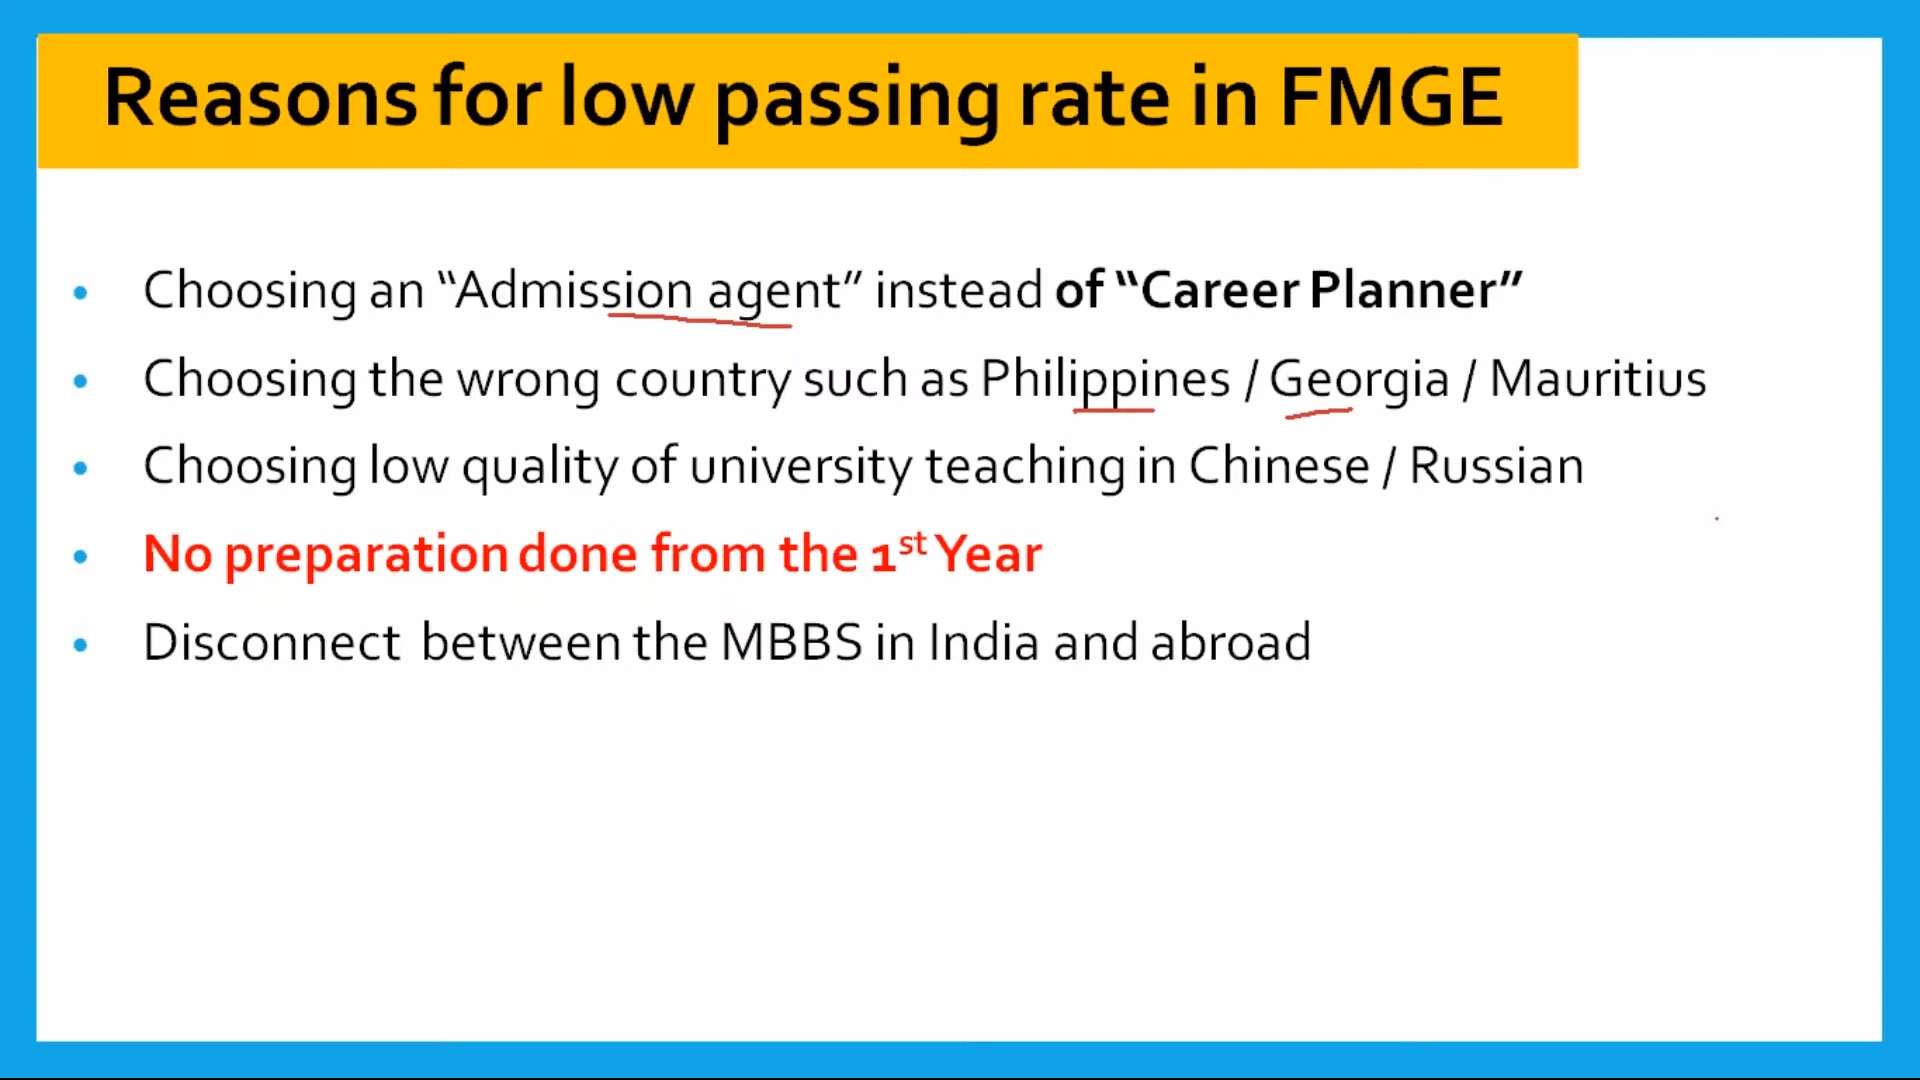 Reasons for low passing rate in FMGE
• Choosing an “Admission agent” instead of “Career Planner”
• Choosing the wrong country such as Philippines / Georgia / Mauritius
• Choosing low quality of university teaching in Chinese / Russian
• No preparation done from the 1st Year
• Disconnect between the MBBS in India and abroad